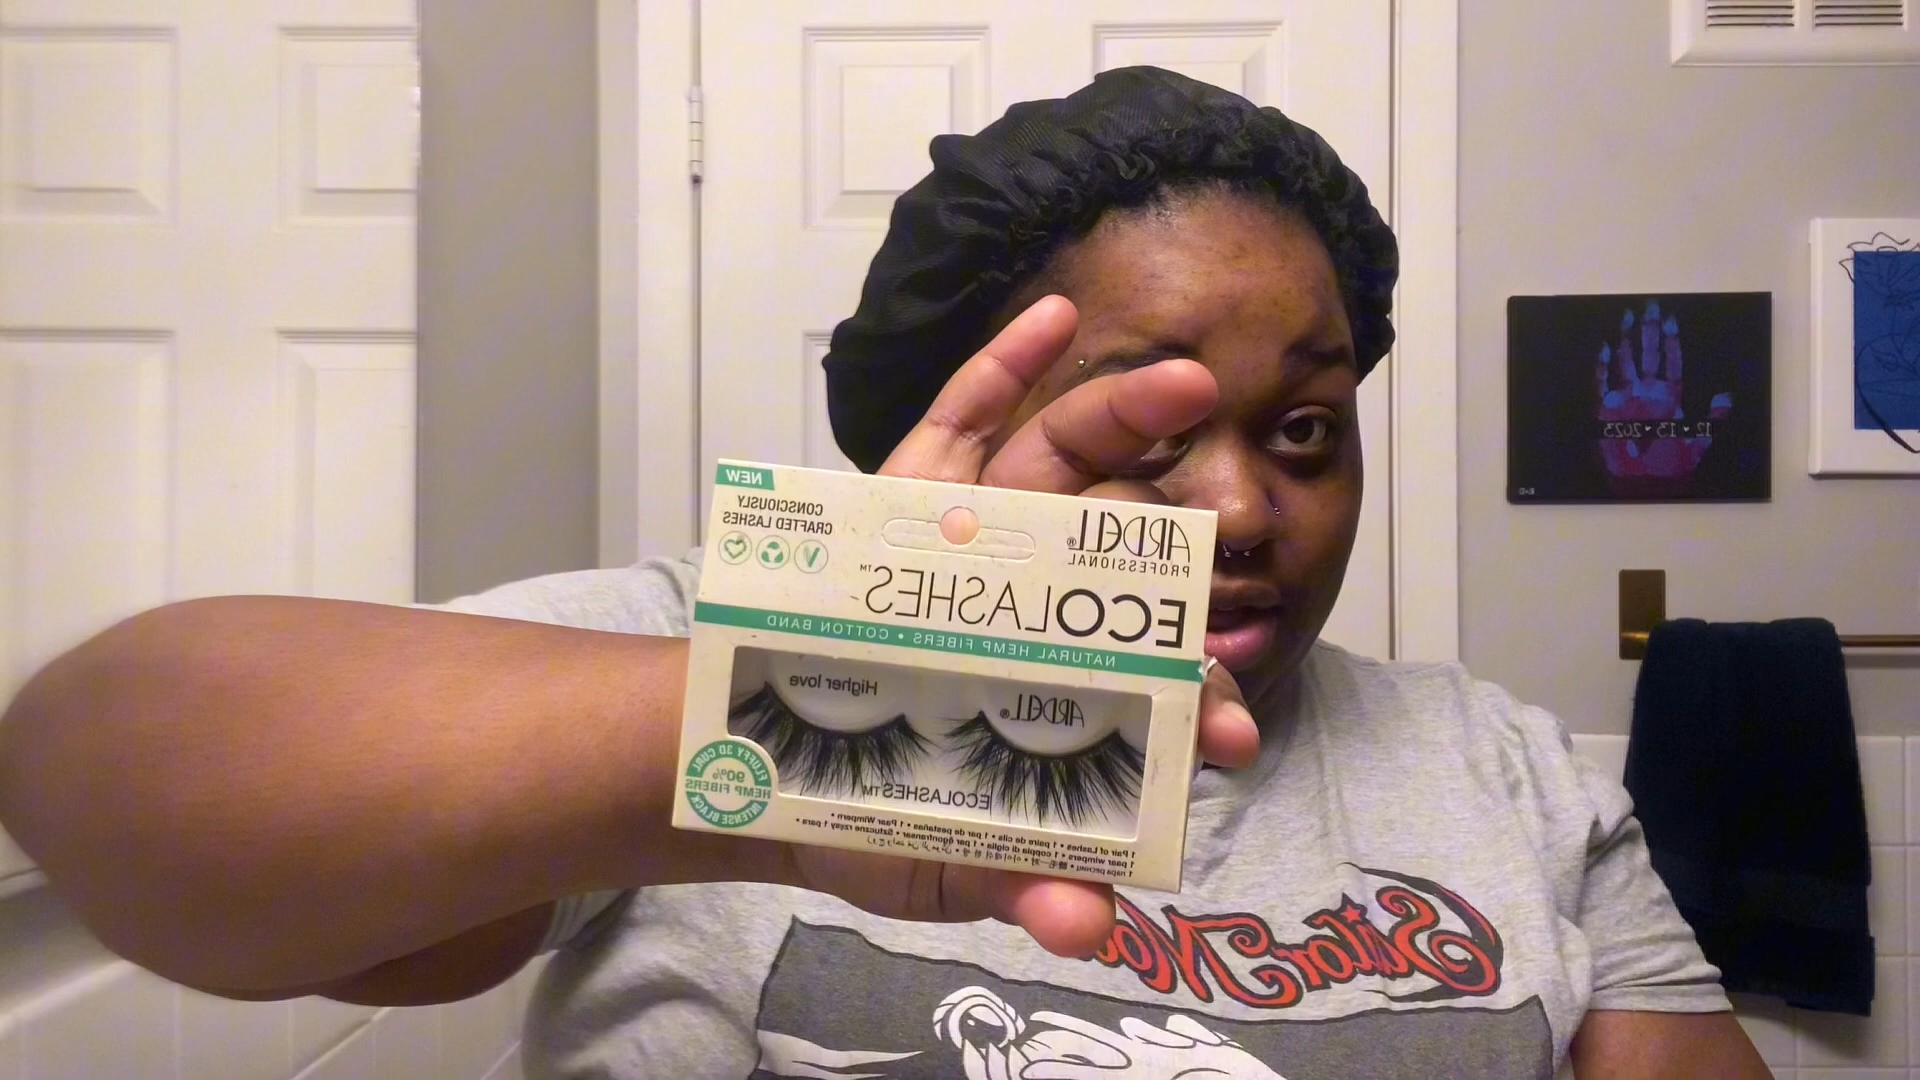 NEW
CONSCIOUSLY
CRAFTED LASHES
ARDELL®
PROFESSIONAL
ECOLASHES™
NATURAL HEMP FIBERS • COTTON BAND
Higher love
ARDELL®
ECOLASHES™
FLUFFY 3D CURL
90%
HEMP FIBERS
INTENSE BLACK
1 Pair of Lashes • 1 paire de cils • 1 par de pestañas • 1 Paar Wimpern •
1 paar wimpers • 1 coppia di ciglia • 1 par ögonfransar • Sztuczne rzęsy 1 para •
Sailor Moo
12 • 13 • 2023